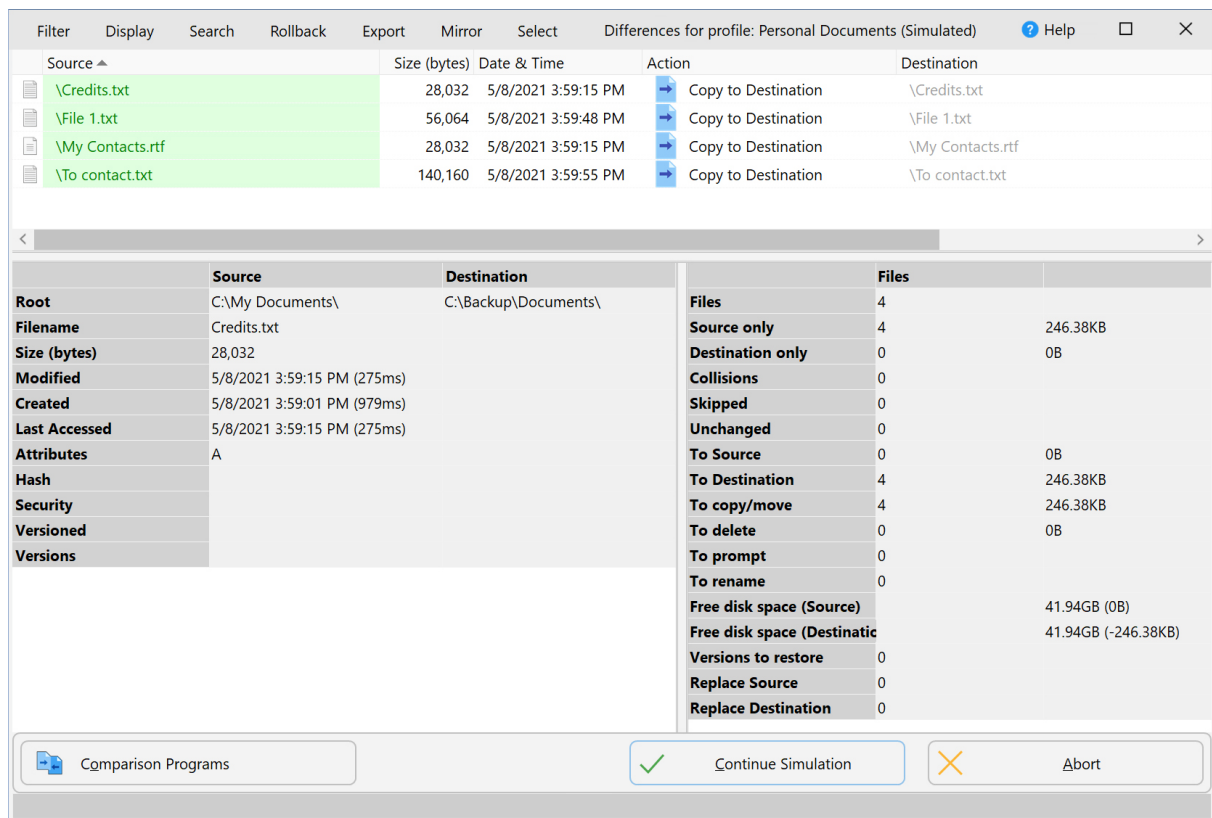 Filter Display Search Rollback Export Mirror Select Differences for profile: Personal Documents (Simulated) ? Help
Source Size (bytes) Date & Time Action Destination
\Credits.txt 28,032 5/8/2021 3:59:15 PM Copy to Destination \Credits.txt
\File 1.txt 56,064 5/8/2021 3:59:48 PM Copy to Destination \File 1.txt
\My Contacts.rtf 28,032 5/8/2021 3:59:15 PM Copy to Destination \My Contacts.rtf
\To contact.txt 140,160 5/8/2021 3:59:55 PM Copy to Destination \To contact.txt
Source Destination
Root C:\My Documents\ C:\Backup\Documents\
Filename Credits.txt
Size (bytes) 28,032
Modified 5/8/2021 3:59:15 PM (275ms)
Created 5/8/2021 3:59:01 PM (979ms)
Last Accessed 5/8/2021 3:59:15 PM (275ms)
Attributes A
Hash
Security
Versioned
Versions
Files
Files 4
Source only 4 246.38KB
Destination only 0 0B
Collisions 0
Skipped 0
Unchanged 0
To Source 0 0B
To Destination 4 246.38KB
To copy/move 4 246.38KB
To delete 0 0B
To prompt 0
To rename 0
Free disk space (Source) 41.94GB (0B)
Free disk space (Destinatic 41.94GB (-246.38KB)
Versions to restore 0
Replace Source 0
Replace Destination 0
Comparison Programs Continue Simulation Abort